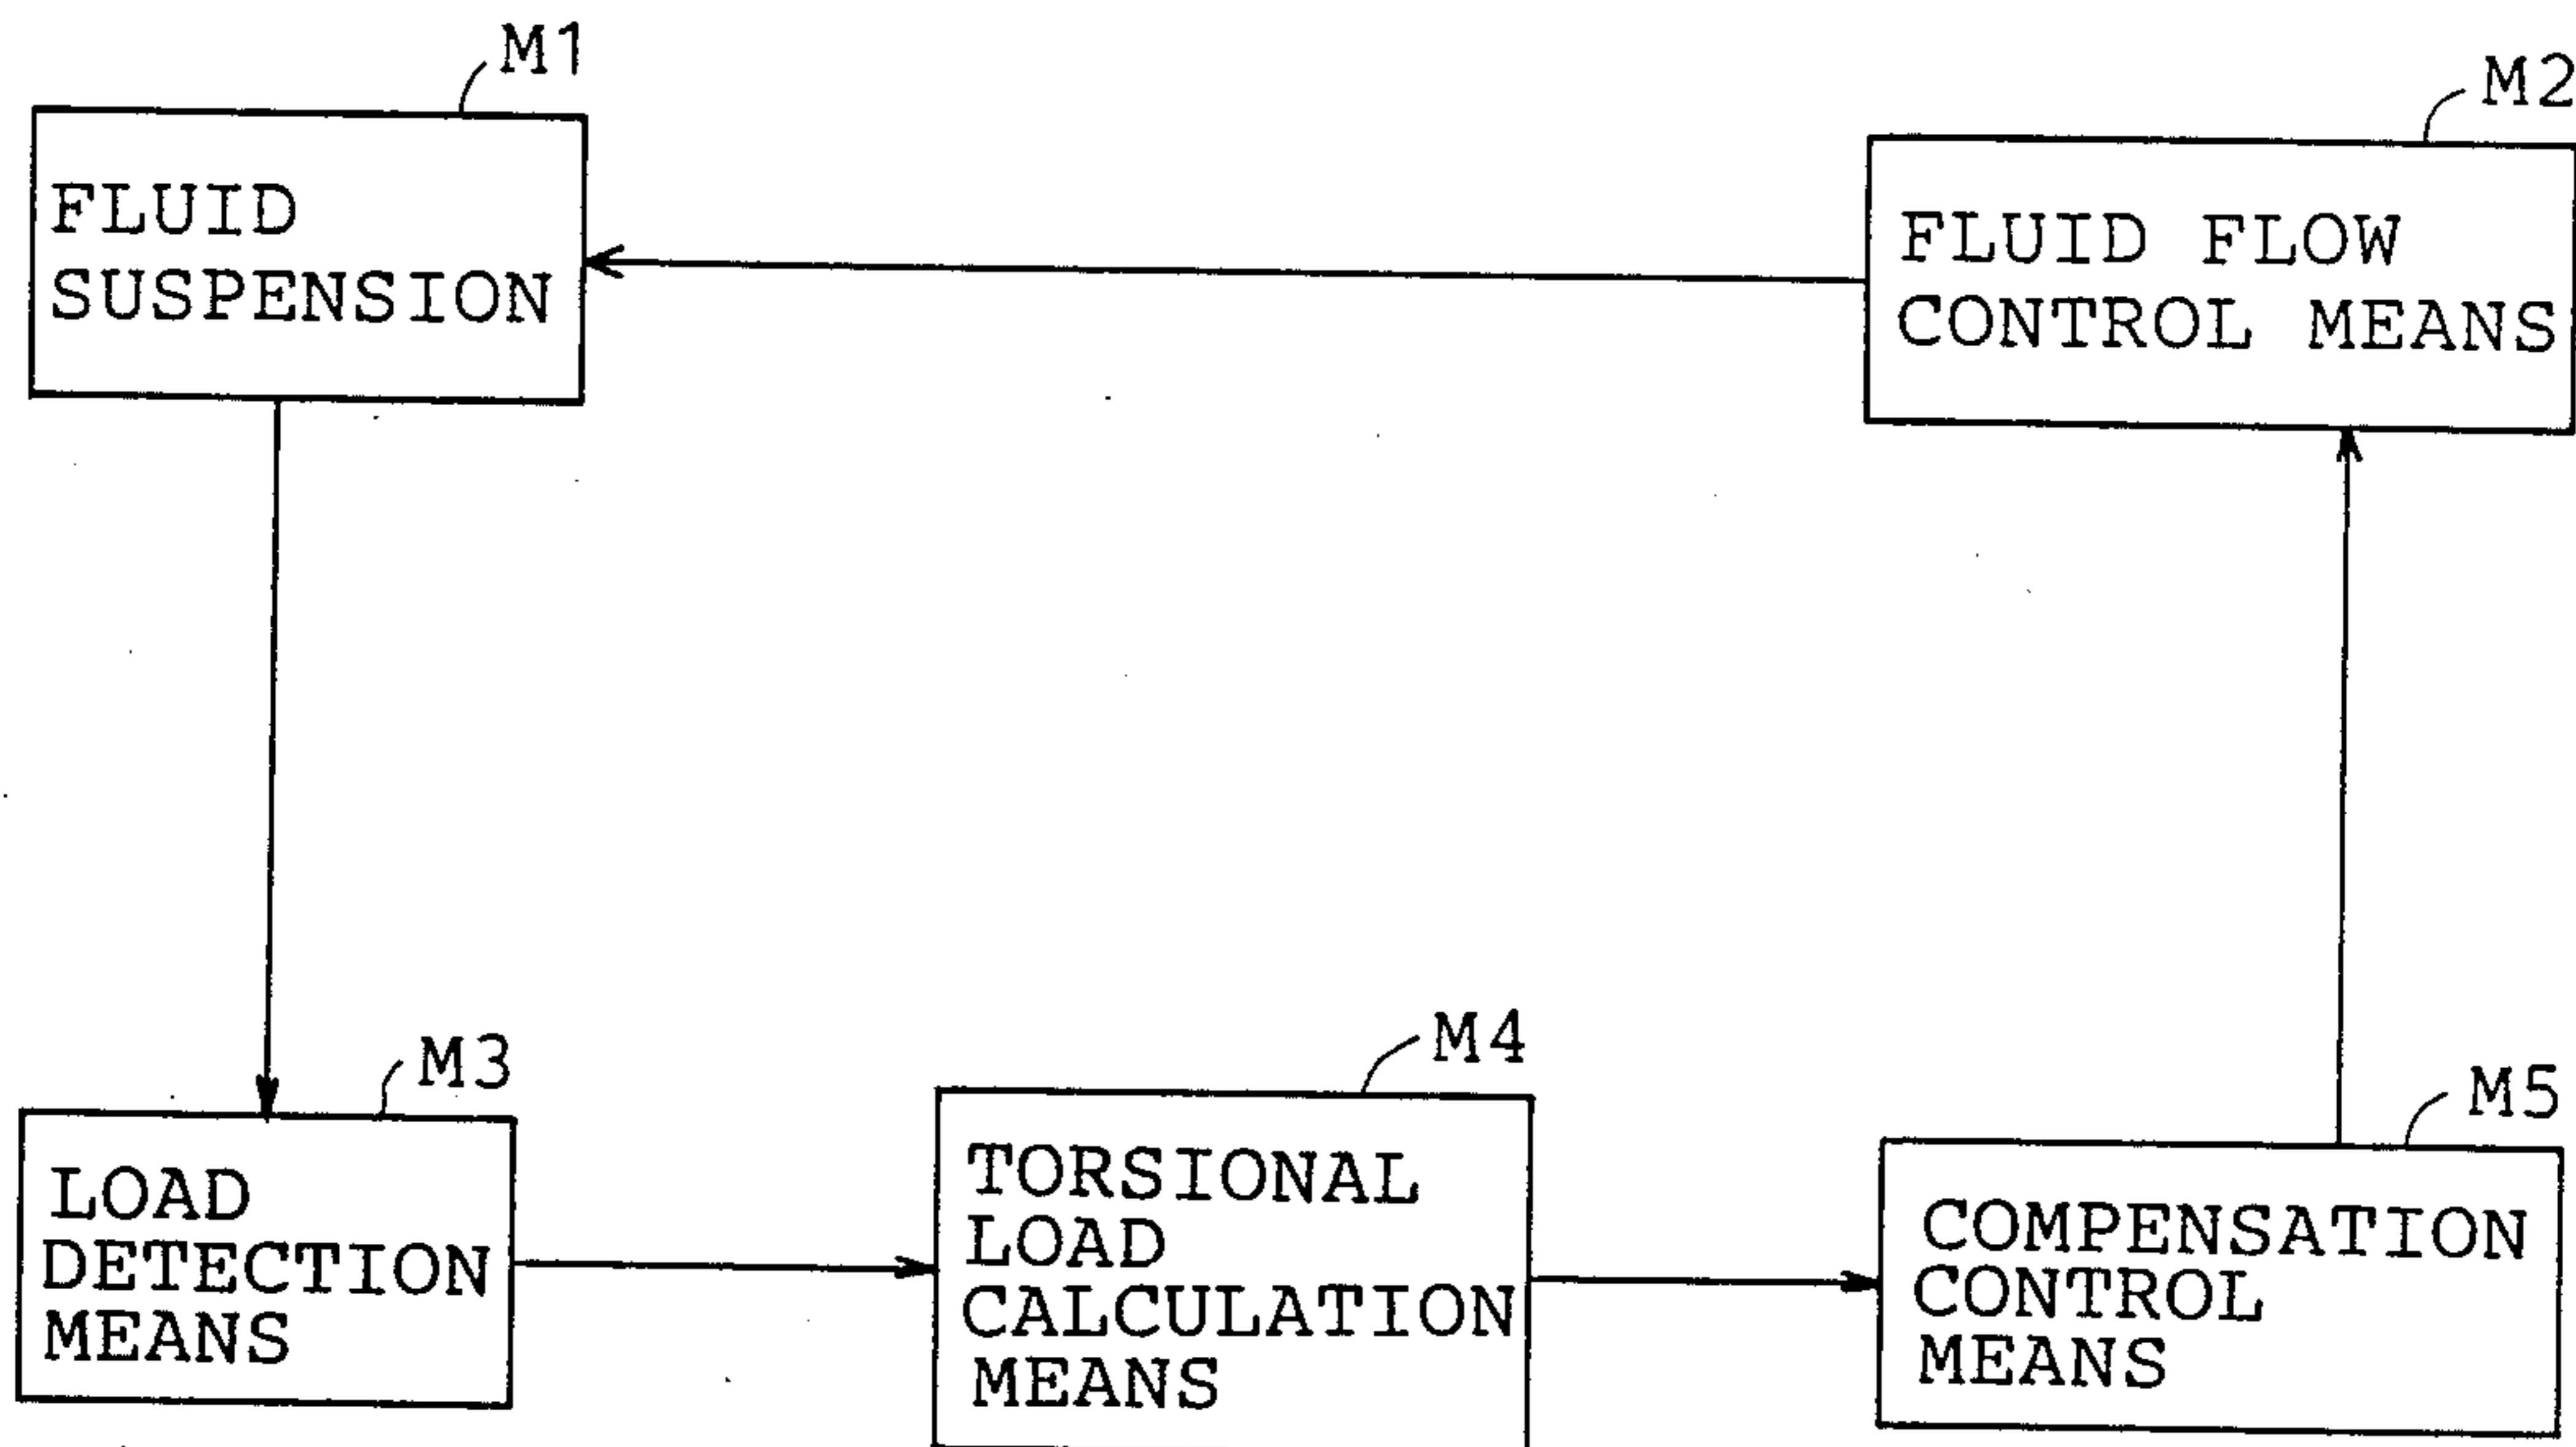 M1
FLUID
SUSPENSION
M2
FLUID FLOW
CONTROL MEANS
M3
LOAD
DETECTION
MEANS
M4
TORSIONAL
LOAD
CALCULATION
MEANS
M5
COMPENSATION
CONTROL
MEANS